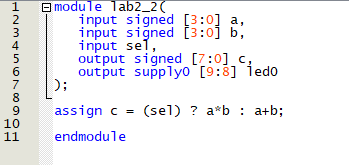 1 module lab2_2(
2 input signed [3:0] a,
3 input signed [3:0] b,
4 input sel,
5 output signed [7:0] c,
6 output supply0 [9:8] led0
7 );
8
9 assign c = (sel) ? a*b : a+b;
10
11 endmodule